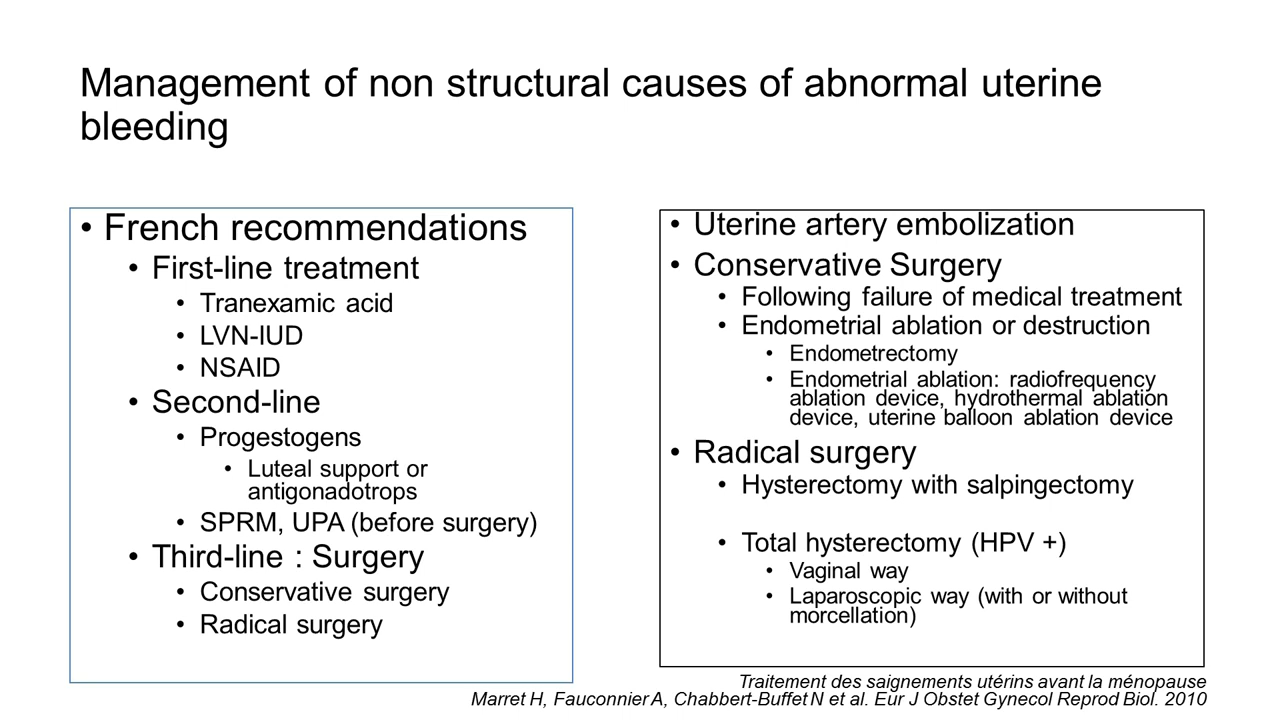 Management of non structural causes of abnormal uterine
bleeding
• French recommendations
• First-line treatment
• Tranexamic acid
• LVN-IUD
• NSAID
• Second-line
• Progestogens
• Luteal support or
antigonadotrops
• SPRM, UPA (before surgery)
• Third-line : Surgery
• Conservative surgery
• Radical surgery
• Uterine artery embolization
• Conservative Surgery
• Following failure of medical treatment
• Endometrial ablation or destruction
• Endometrectomy
• Endometrial ablation: radiofrequency
ablation device, hydrothermal ablation
device, uterine balloon ablation device
• Radical surgery
• Hysterectomy with salpingectomy
• Total hysterectomy (HPV +)
• Vaginal way
• Laparoscopic way (with or without
morcellation)
Traitement des saignements utérins avant la ménopause
Marret H, Fauconnier A, Chabbert-Buffet N et al. Eur J Obstet Gynecol Reprod Biol. 2010